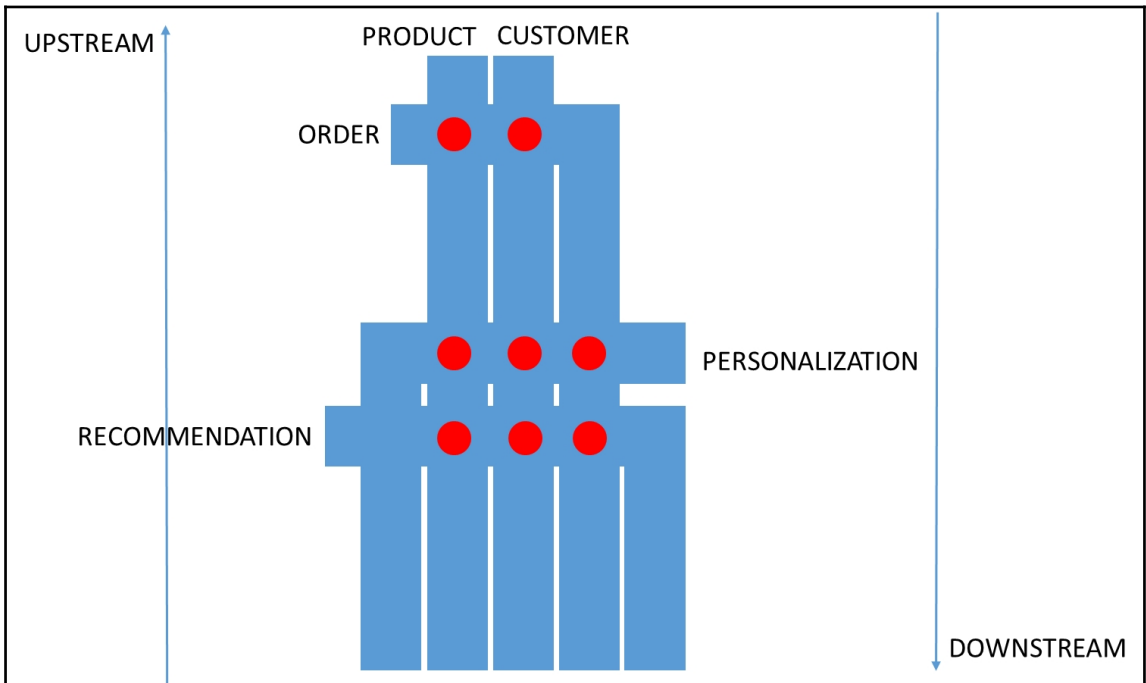 UPSTREAM
PRODUCT CUSTOMER
ORDER
PERSONALIZATION
RECOMMENDATION
DOWNSTREAM